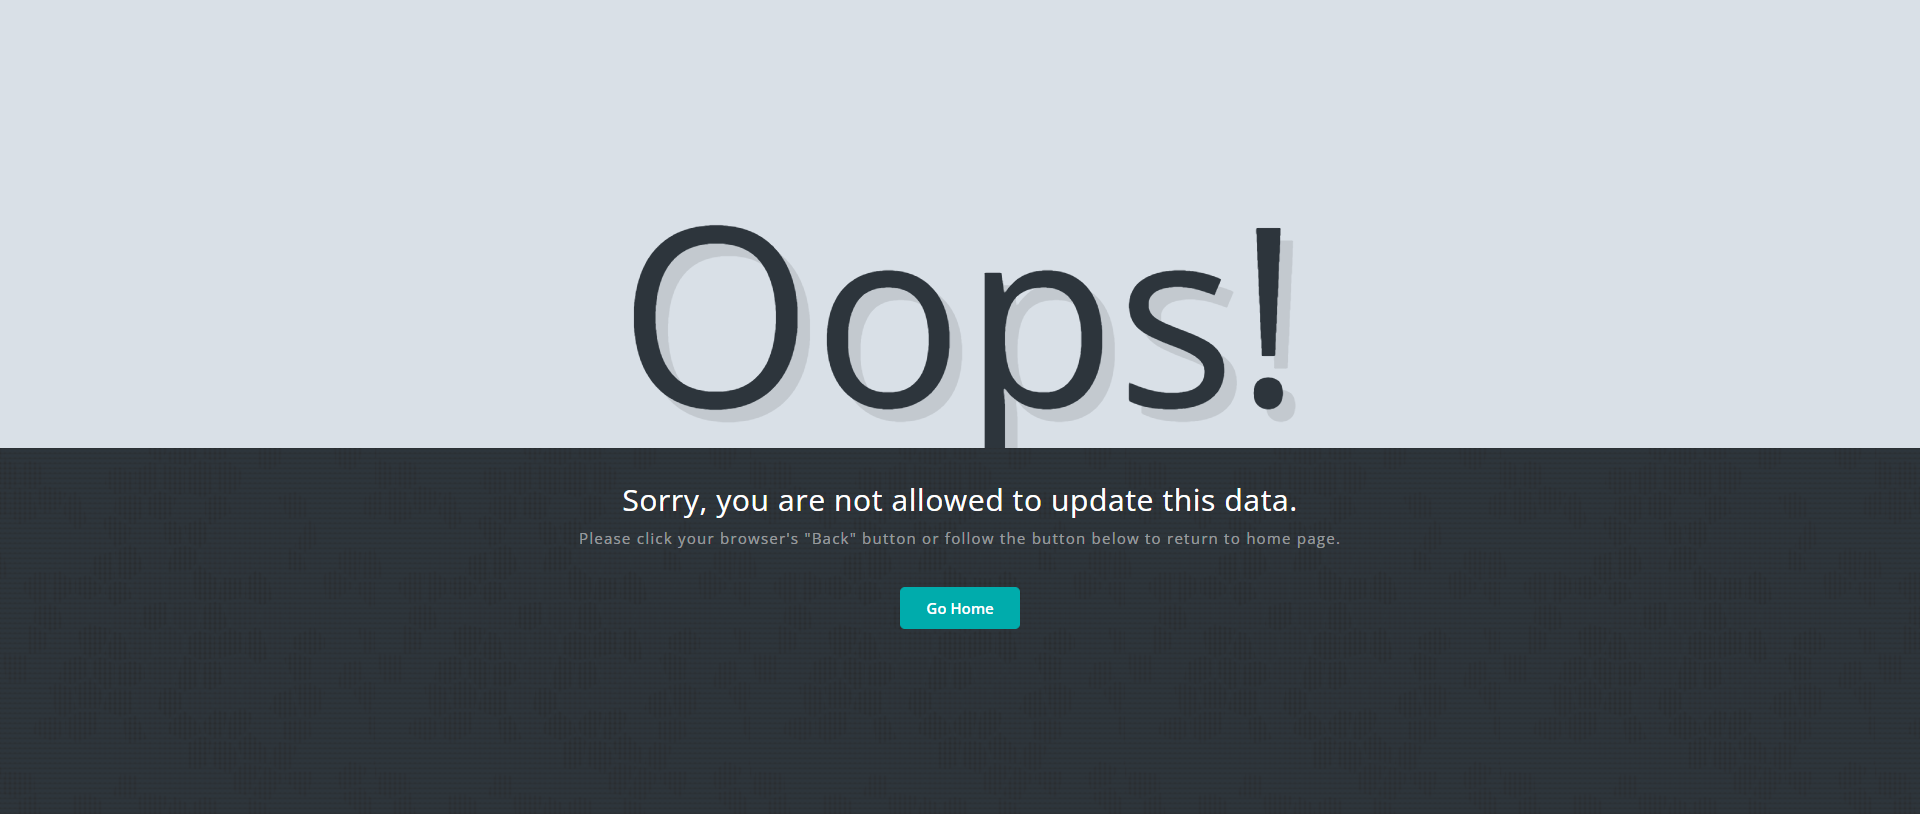 Oops!
Sorry, you are not allowed to update this data.
Please click your browser's "Back" button or follow the button below to return to home page.
Go Home